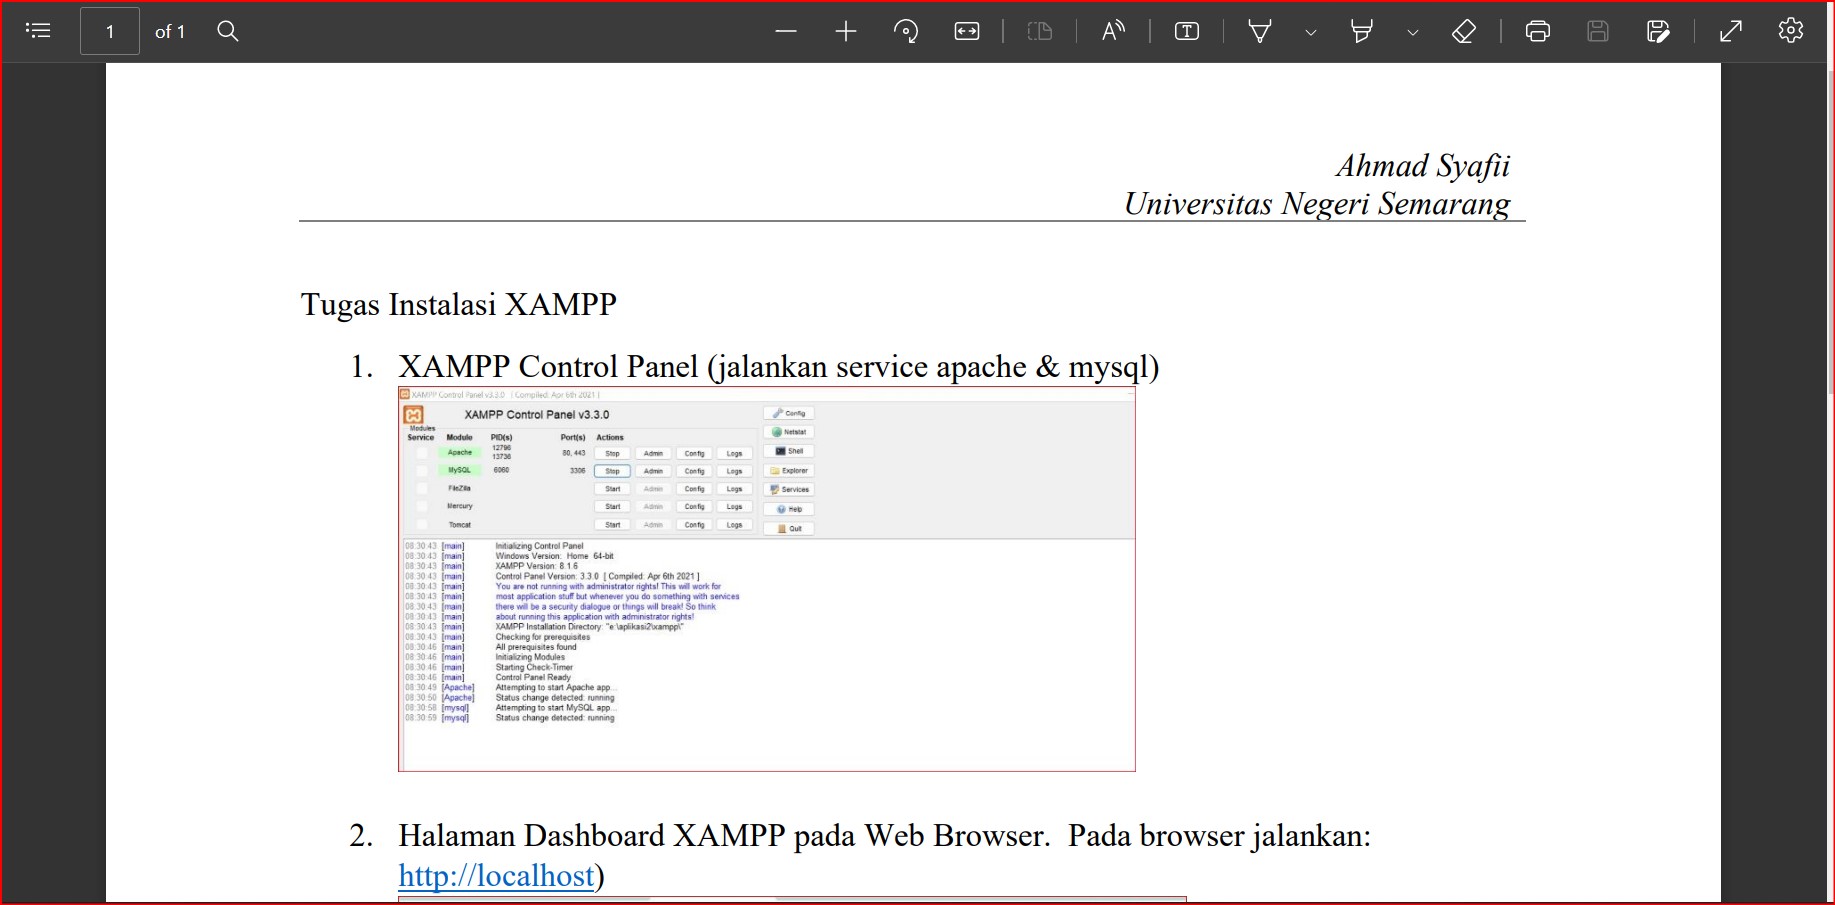 1 of 1
Ahmad Syafii
Universitas Negeri Semarang
Tugas Instalasi XAMPP
1. XAMPP Control Panel (jalankan service apache & mysql)
XAMPP Control Panel v3.3.0 [ Compiled: Apr 6th 2021 ]
XAMPP Control Panel v3.3.0
Modules
Service Module PID(s) Port(s) Actions
Apache 12796 13736 80, 443 Stop Admin Config Logs
MySQL 6060 3306 Stop Admin Config Logs
FileZilla Start Admin Config Logs
Mercury Start Admin Config Logs
Tomcat Start Admin Config Logs
Config
Netstat
Shell
Explorer
Services
Help
Quit
08:30:43 [main] Initializing Control Panel
08:30:43 [main] Windows Version: Home 64-bit
08:30:43 [main] XAMPP Version: 8.1.6
08:30:43 [main] Control Panel Version: 3.3.0 [ Compiled: Apr 6th 2021 ]
08:30:43 [main] You are not running with administrator rights! This will work for
08:30:43 [main] most application stuff but whenever you do something with services
08:30:43 [main] there will be a security dialogue or things will break! So think
08:30:43 [main] about running this application with administrator rights!
08:30:43 [main] XAMPP Installation Directory: "e:\aplikasi2\xampp\"
08:30:43 [main] Checking for prerequisites
08:30:46 [main] All prerequisites found
08:30:46 [main] Initializing Modules
08:30:46 [main] Starting Check-Timer
08:30:46 [main] Control Panel Ready
08:30:49 [Apache] Attempting to start Apache app...
08:30:50 [Apache] Status change detected: running
08:30:58 [mysql] Attempting to start MySQL app...
08:30:59 [mysql] Status change detected: running
2. Halaman Dashboard XAMPP pada Web Browser. Pada browser jalankan:
http://localhost)